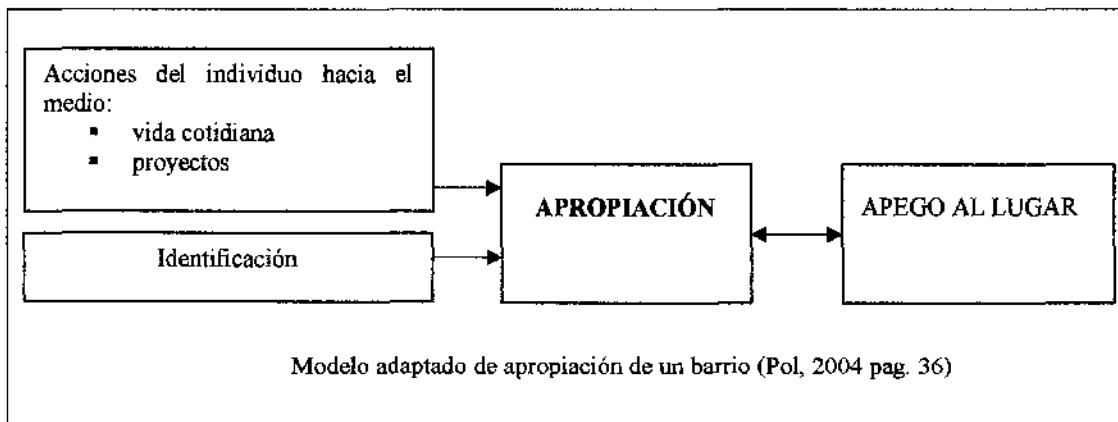 Acciones del individuo hacia el
medio:
▪ vida cotidiana
▪ proyectos
Identificación
APROPIACIÓN
APEGO AL LUGAR
Modelo adaptado de apropiación de un barrio (Pol, 2004 pag. 36)